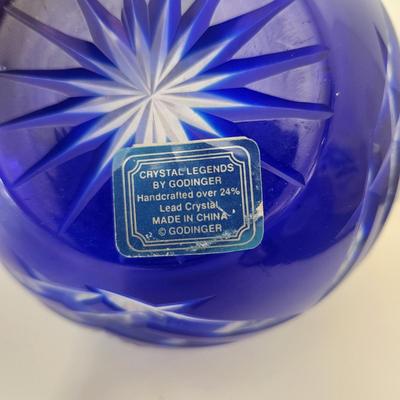 CRYSTAL LEGENDS
BY GODINGER
Handcrafted over 24%
Lead Crystal
MADE IN CHINA
© GODINGER